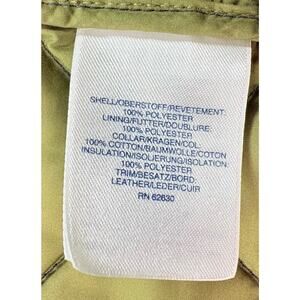 SHELL/OBERSTOFF/REVETEMENT:
100% POLYESTER
LINING/FUTTER/DOUBLURE:
100% POLYESTER
COLLAR/KRAGEN/COL:
100% COTTON/BAUMWOLLE/COTON
INSULATION/ISOLIERUNG/ISOLATION:
100% POLYESTER
TRIM/BESATZ/BORD:
LEATHER/LEDER/CUIR
RN 62630